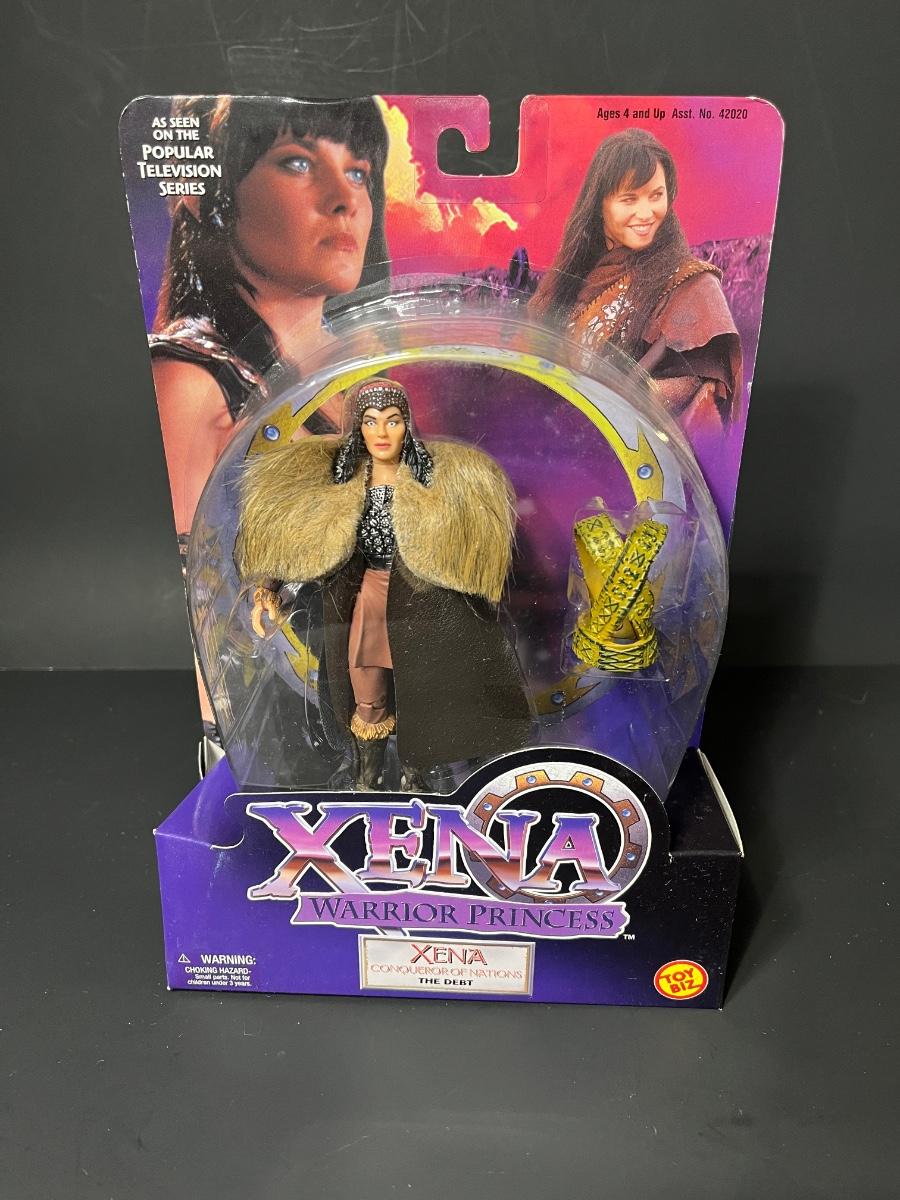 AS SEEN
ON THE
POPULAR
TELEVISION
SERIES
Ages 4 and Up Asst. No. 42020
XENA
WARRIOR PRINCESS™
XENA
CONQUEROR OF NATIONS
THE DEBT
⚠ WARNING:
CHOKING HAZARD-
Small parts. Not for
children under 3 years.
TOY
BIZ